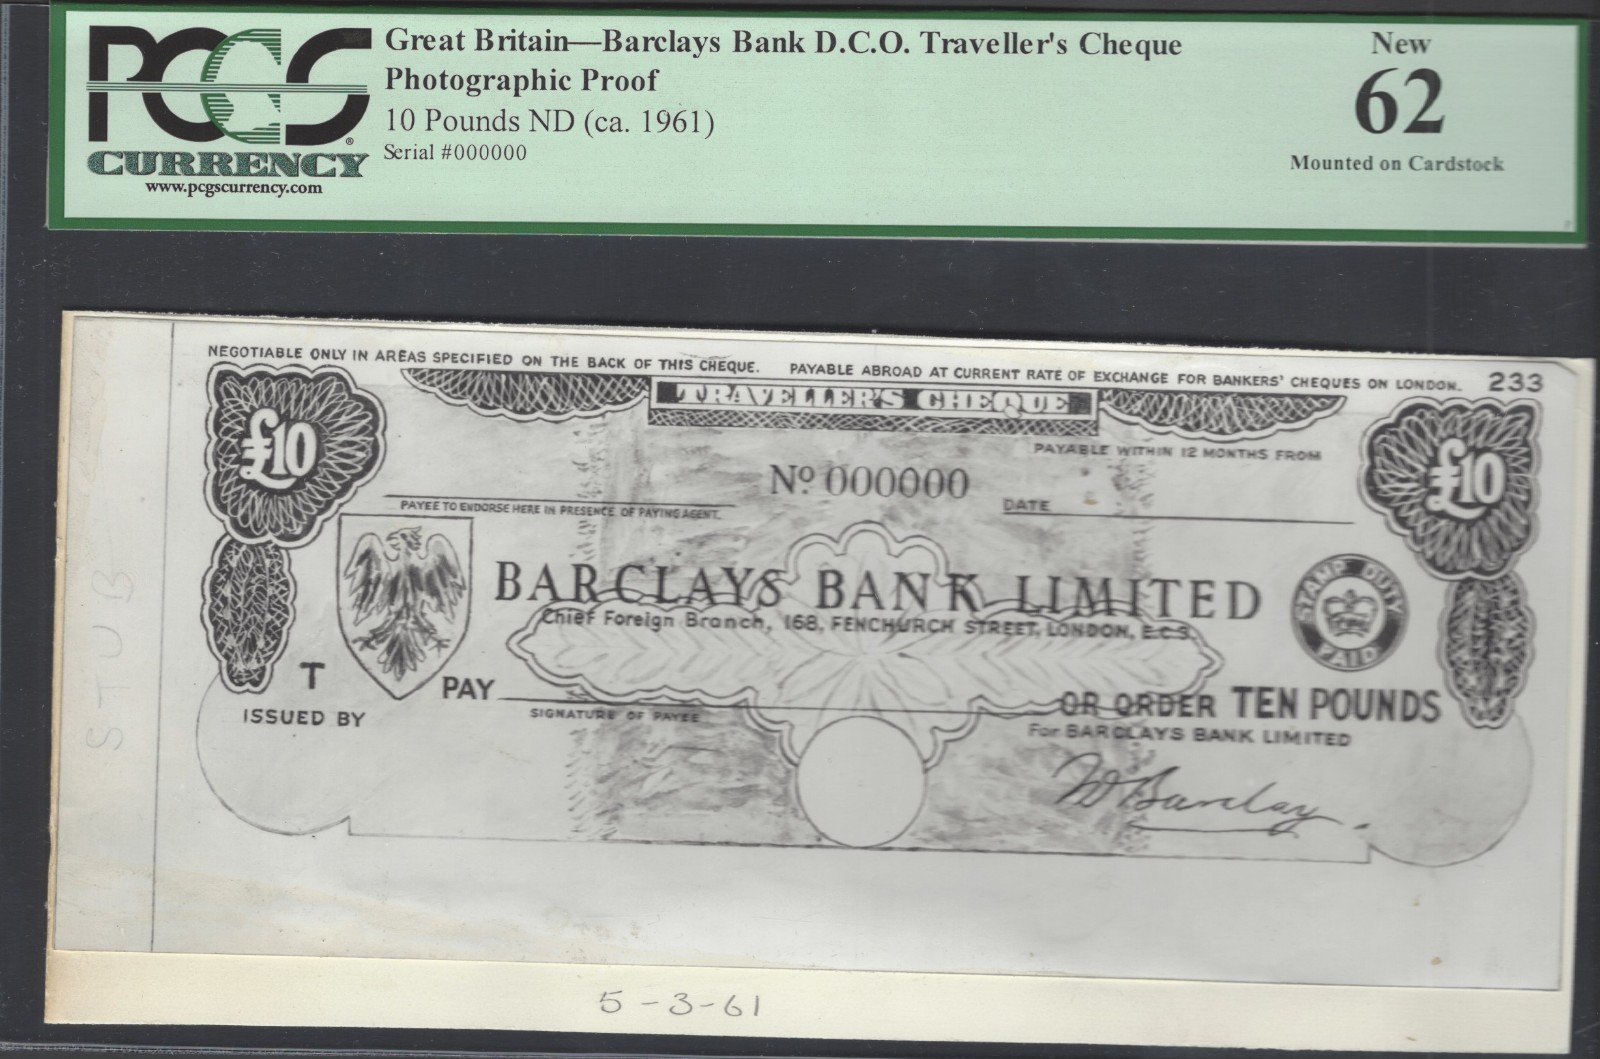 PCGS
CURRENCY
www.pcgscurrency.com
Great Britain—Barclays Bank D.C.O. Traveller's Cheque
Photographic Proof
10 Pounds ND (ca. 1961)
Serial #000000
New
62
Mounted on Cardstock
NEGOTIABLE ONLY IN AREAS SPECIFIED ON THE BACK OF THIS CHEQUE. PAYABLE ABROAD AT CURRENT RATE OF EXCHANGE FOR BANKERS' CHEQUES ON LONDON. 233
TRAVELLER'S CHEQUE
£10
£10
PAYABLE WITHIN 12 MONTHS FROM
Nº 000000
DATE
PAYEE TO ENDORSE HERE IN PRESENCE OF PAYING AGENT.
BARCLAYS BANK LIMITED
Chief Foreign Branch, 168, FENCHURCH STREET, LONDON, E.C.3.
STAMP DUTY PAID
STUB
T
PAY
OR ORDER TEN POUNDS
SIGNATURE OF PAYEE
ISSUED BY
For BARCLAYS BANK LIMITED
W Barclay
5-3-61